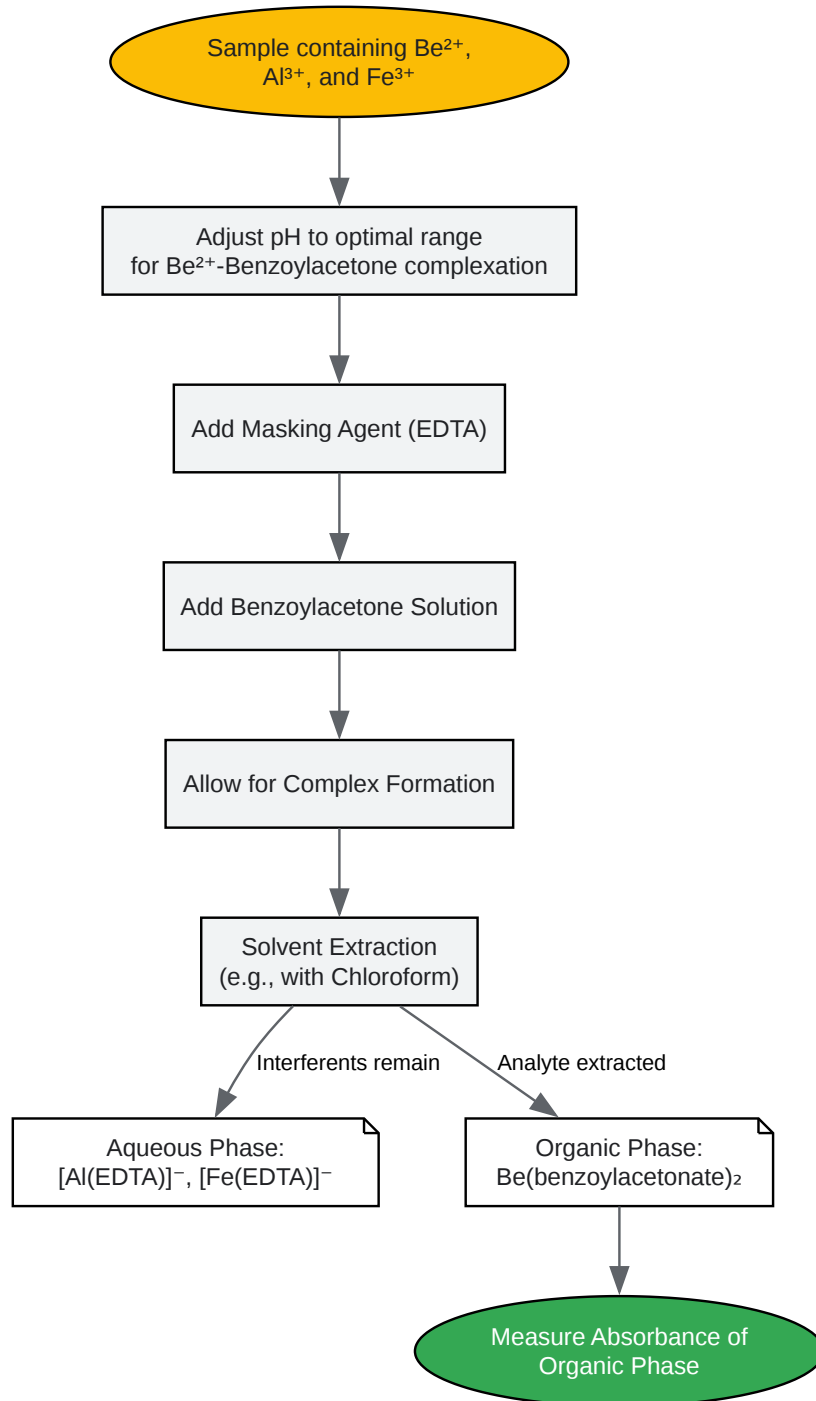 Sample containing Be²⁺,
Al³⁺, and Fe³⁺
Adjust pH to optimal range
for Be²⁺-Benzoylacetone complexation
Add Masking Agent (EDTA)
Add Benzoylacetone Solution
Allow for Complex Formation
Solvent Extraction
(e.g., with Chloroform)
Interferents remain
Analyte extracted
Aqueous Phase:
[Al(EDTA)]⁻, [Fe(EDTA)]⁻
Organic Phase:
Be(benzoylacetonate)₂
Measure Absorbance of
Organic Phase